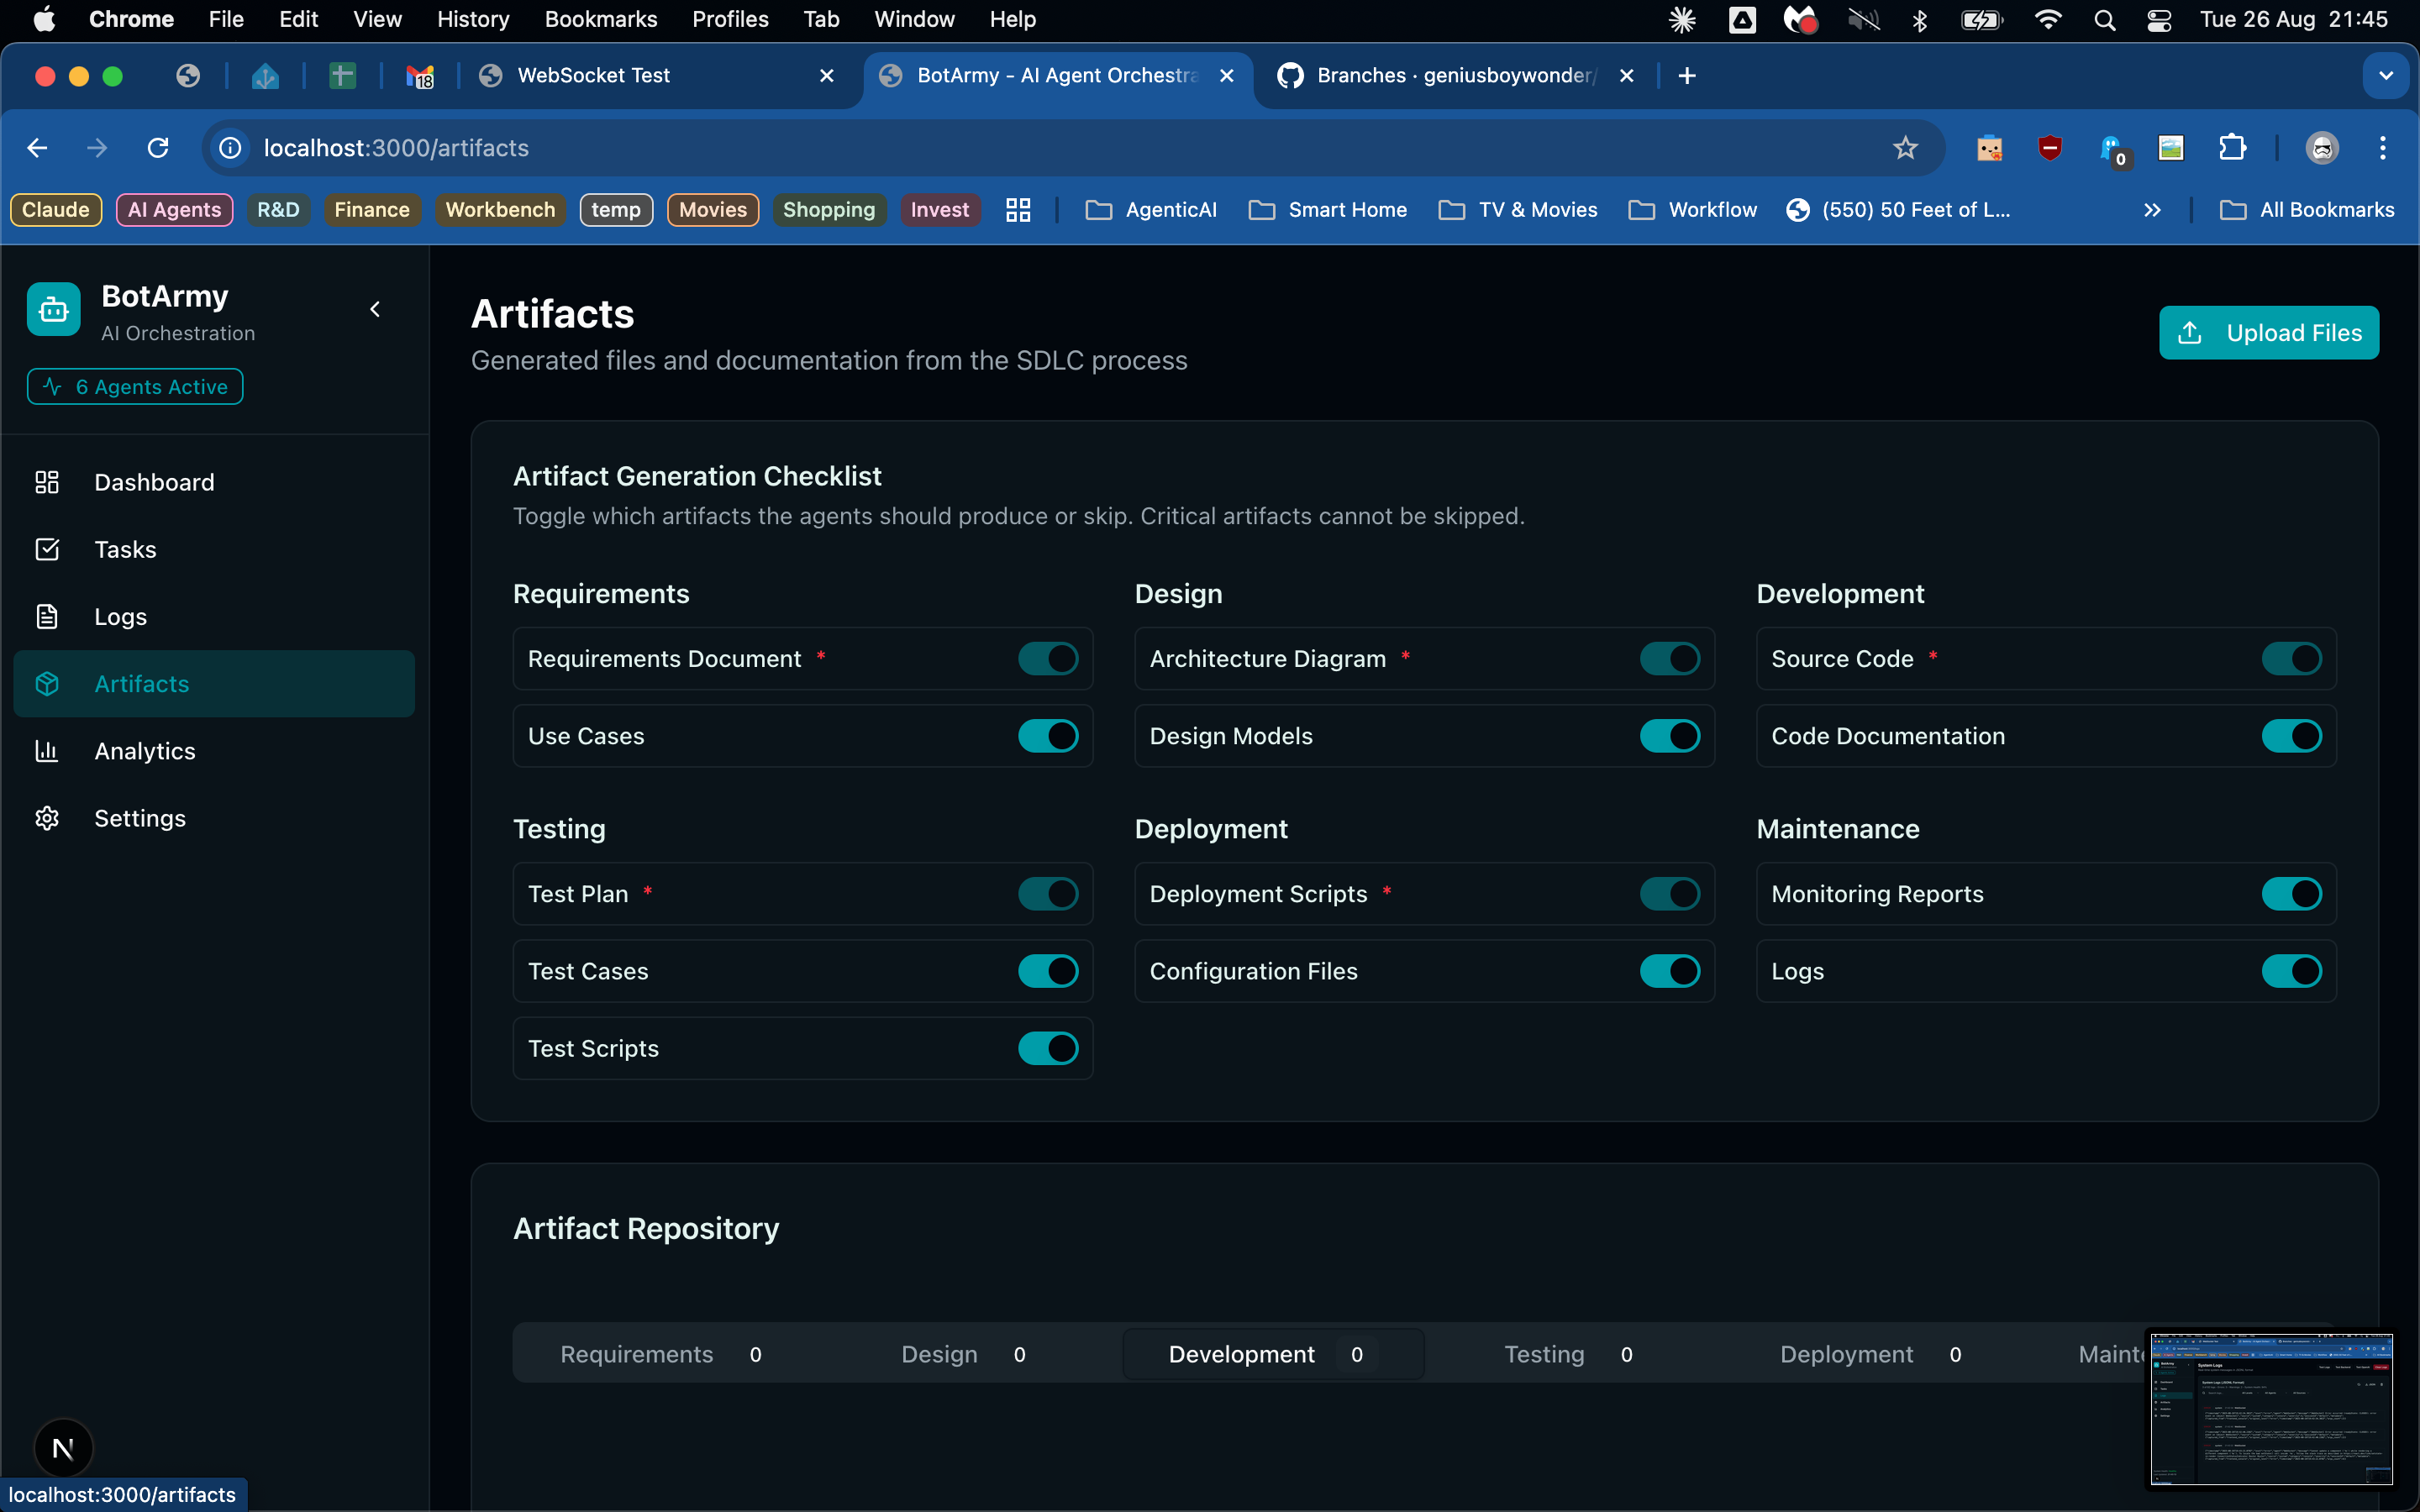 Chrome File Edit View History Bookmarks Profiles Tab Window Help Tue 26 Aug 21:45
18 WebSocket Test BotArmy - AI Agent Orchestra Branches · geniusboywonder/
localhost:3000/artifacts 0
Claude AI Agents R&D Finance Workbench temp Movies Shopping Invest AgenticAI Smart Home TV & Movies Workflow (550) 50 Feet of L... All Bookmarks
BotArmy
AI Orchestration
6 Agents Active
Dashboard
Tasks
Logs
Artifacts
Analytics
Settings
N
localhost:3000/artifacts
Artifacts
Generated files and documentation from the SDLC process
Upload Files
Artifact Generation Checklist
Toggle which artifacts the agents should produce or skip. Critical artifacts cannot be skipped.
Requirements
Requirements Document *
Use Cases
Design
Architecture Diagram *
Design Models
Development
Source Code *
Code Documentation
Testing
Test Plan *
Test Cases
Test Scripts
Deployment
Deployment Scripts *
Configuration Files
Maintenance
Monitoring Reports
Logs
Artifact Repository
Requirements 0 Design 0 Development 0 Testing 0 Deployment 0 Mainte